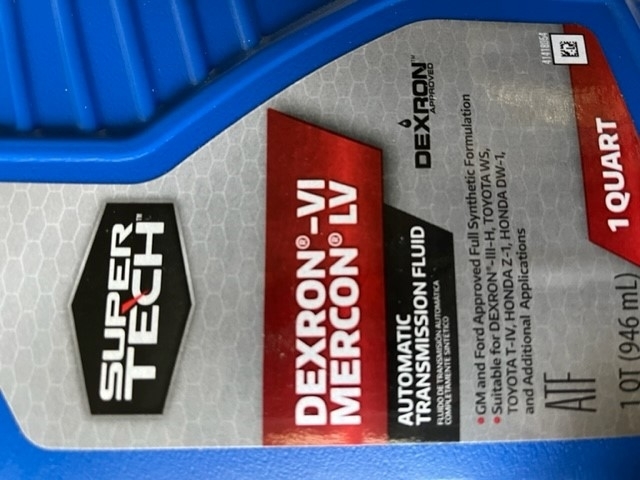 SUPER
TECH™
DEXRON®-VI
MERCON® LV
AUTOMATIC
TRANSMISSION FLUID
FLUIDO DE TRANSMISIÓN AUTOMÁTICA
COMPLETAMENTE SINTÉTICO
DEXRON™
APPROVED
•GM and Ford Approved Full Synthetic Formulation
•Suitable for DEXRON®-III-H, TOYOTA WS,
TOYOTA T-IV, HONDA Z-1, HONDA DW-1,
and Additional Applications
ATF
1 QUART
1 QT (946 mL)